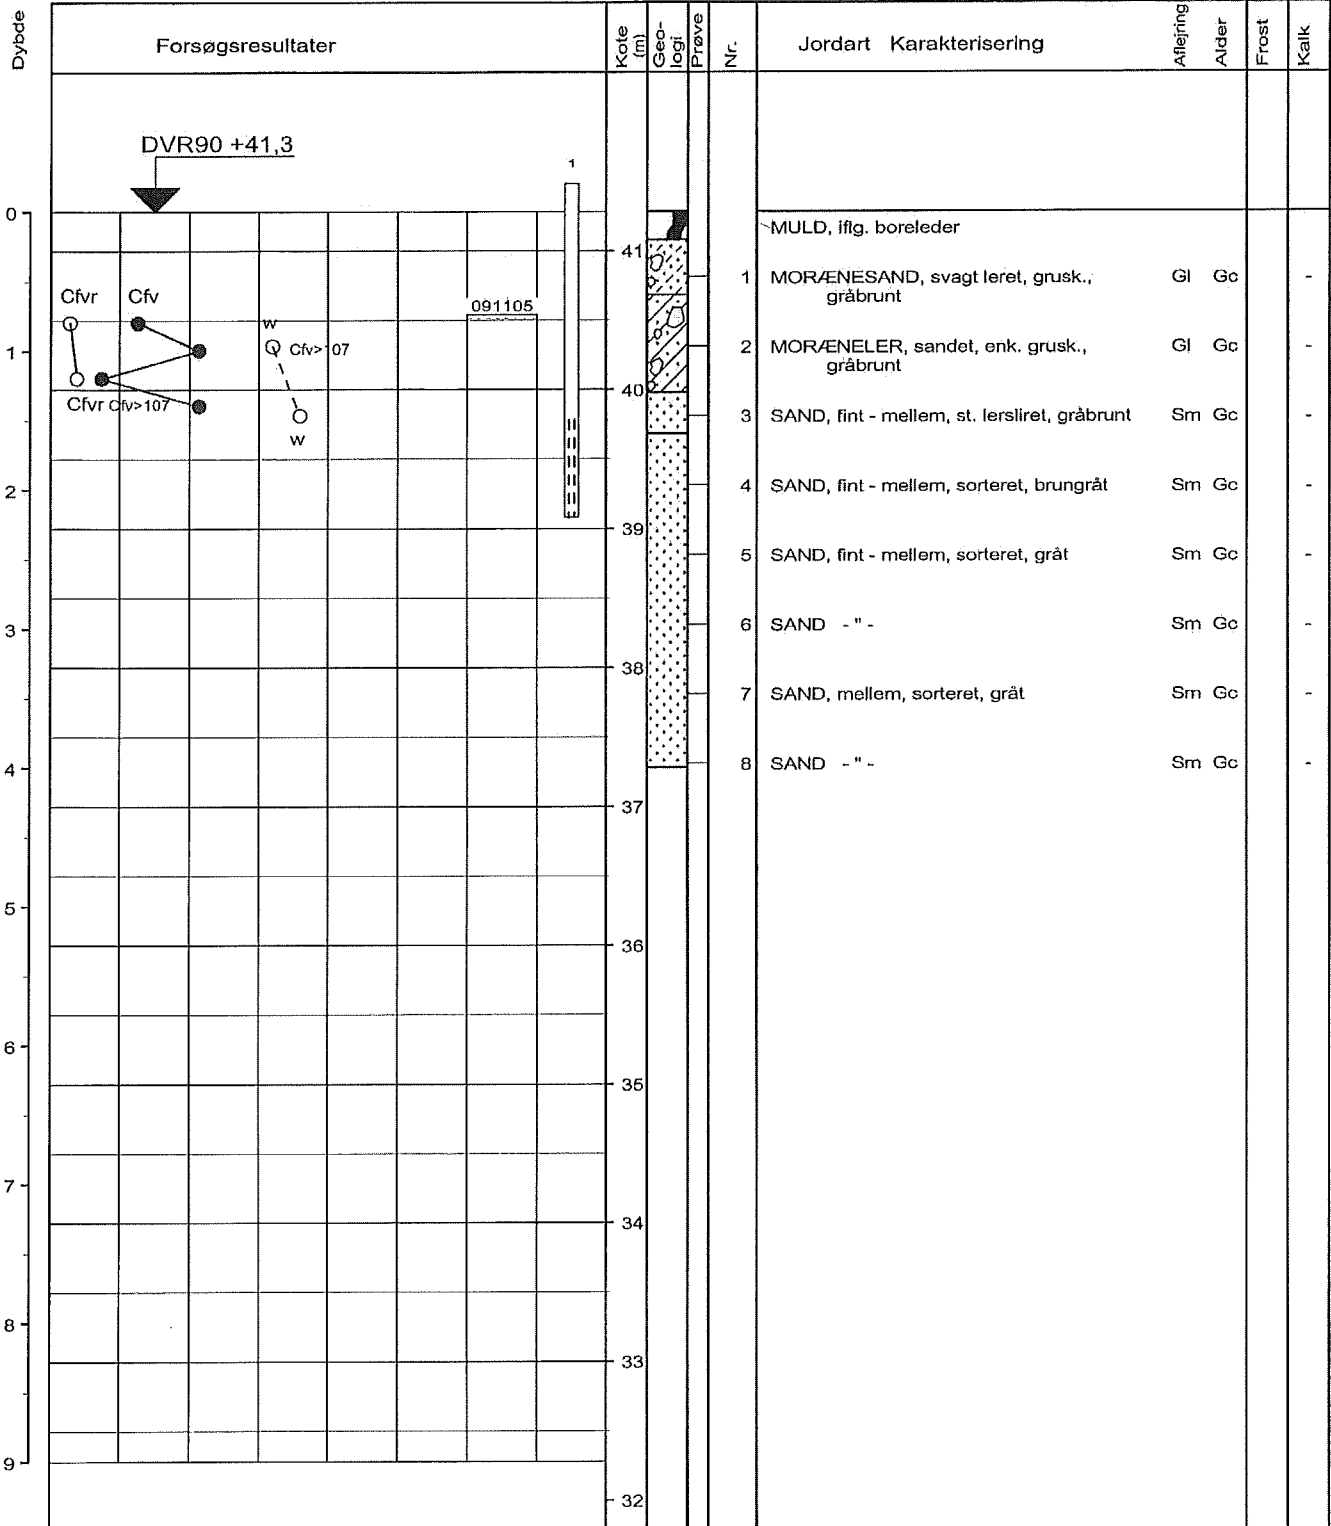 Dybde
Forsøgsresultater
Kote (m)
Geo-logi
Prøve
Nr.
Jordart Karakterisering
Aflejring
Alder
Frost
Kalk
DVR90 +41,3
1
0
MULD, iflg. boreleder
41
1 MORÆNESAND, svagt leret, grusk., Gl Gc -
gråbrunt
Cfvr Cfv
091105
w
1
Cfv>107
2 MORÆNELER, sandet, enk. grusk., Gl Gc -
gråbrunt
40
Cfvr Cfv>107
3 SAND, fint - mellem, st. lersliret, gråbrunt Sm Gc -
w
2
4 SAND, fint - mellem, sorteret, brungråt Sm Gc -
39
5 SAND, fint - mellem, sorteret, gråt Sm Gc -
3
6 SAND - " - Sm Gc -
38
7 SAND, mellem, sorteret, gråt Sm Gc -
4
8 SAND - " - Sm Gc -
37
5
36
6
35
7
34
8
33
9
32